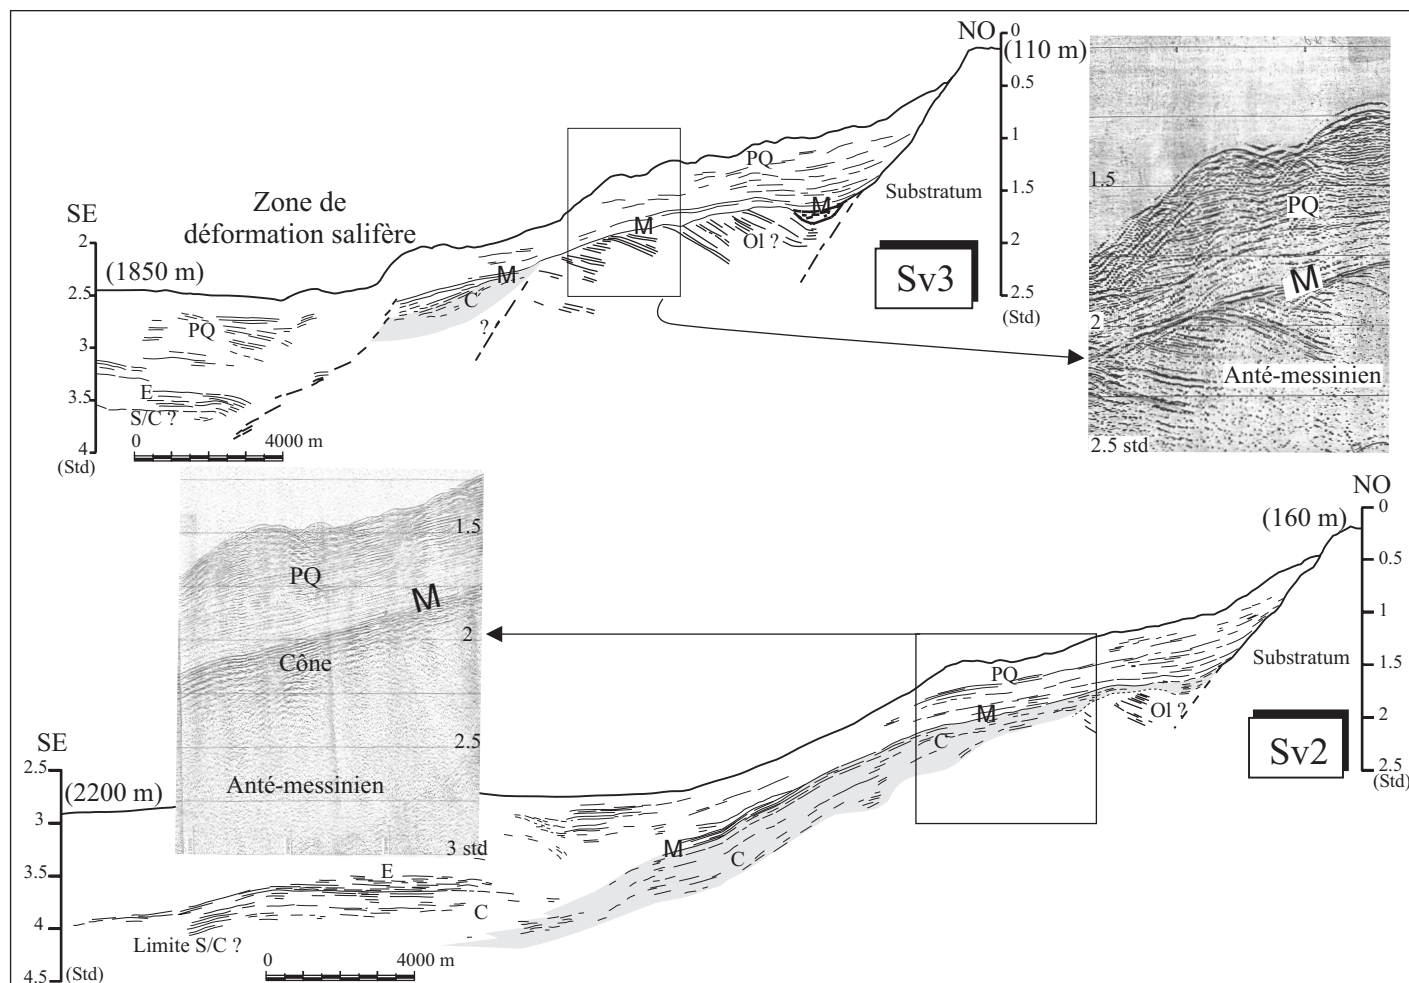 NO
0
(110 m)
0.5
1
1.5
2
2.5
(Std)
PQ
Substratum
M
M
Ol ?
Zone de
déformation salifère
SE
2
(1850 m)
2.5
3
3.5
4
(Std)
M
C
?
PQ
E
S/C ?
0
4000 m
Sv3
1.5
PQ
M
2
Anté-messinien
2.5 std
1.5
PQ
M
2
Cône
2.5
Anté-messinien
3 std
NO
0
(160 m)
0.5
1
1.5
2
2.5
(Std)
Substratum
PQ
M
C
Ol ?
Sv2
SE
2.5
(2200 m)
3
3.5
4
4.5
(Std)
M
C
E
C
Limite S/C ?
0
4000 m